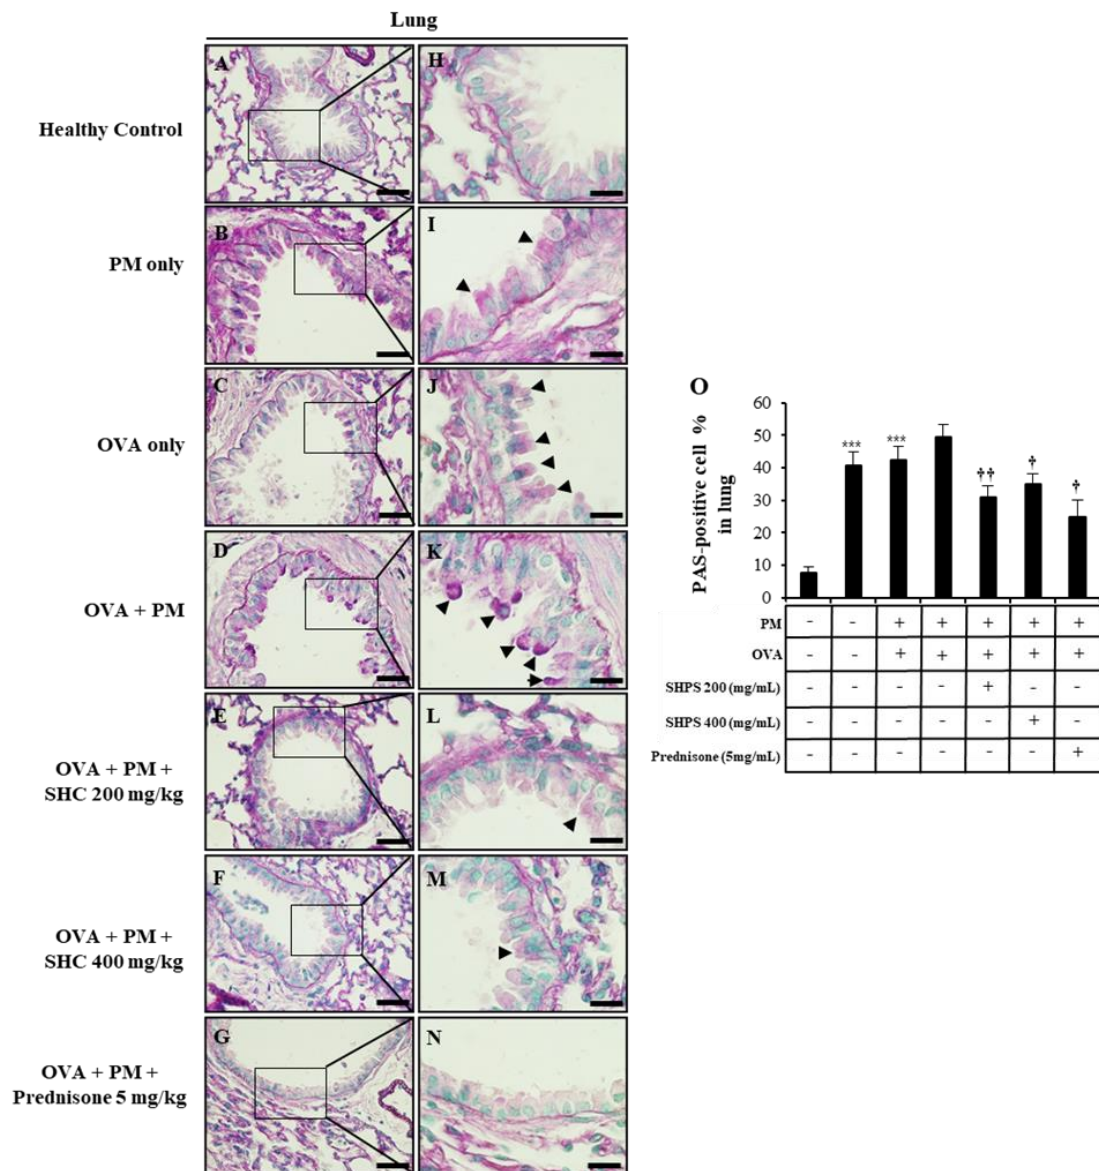 Lung
Healthy Control
A
H
PM only
B
I
OVA only
C
J
OVA + PM
D
K
OVA + PM +
SHC 200 mg/kg
E
L
OVA + PM +
SHC 400 mg/kg
F
M
OVA + PM +
Prednisone 5 mg/kg
G
N
O
PAS-positive cell %
in lung
60
50
40
30
20
10
0
*** *** †† † †
PM - - + + + + +
OVA - - + + + + +
SHPS 200 (mg/mL) - - - - + - -
SHPS 400 (mg/mL) - - - - - + -
Prednisone (5mg/mL) - - - - - - +